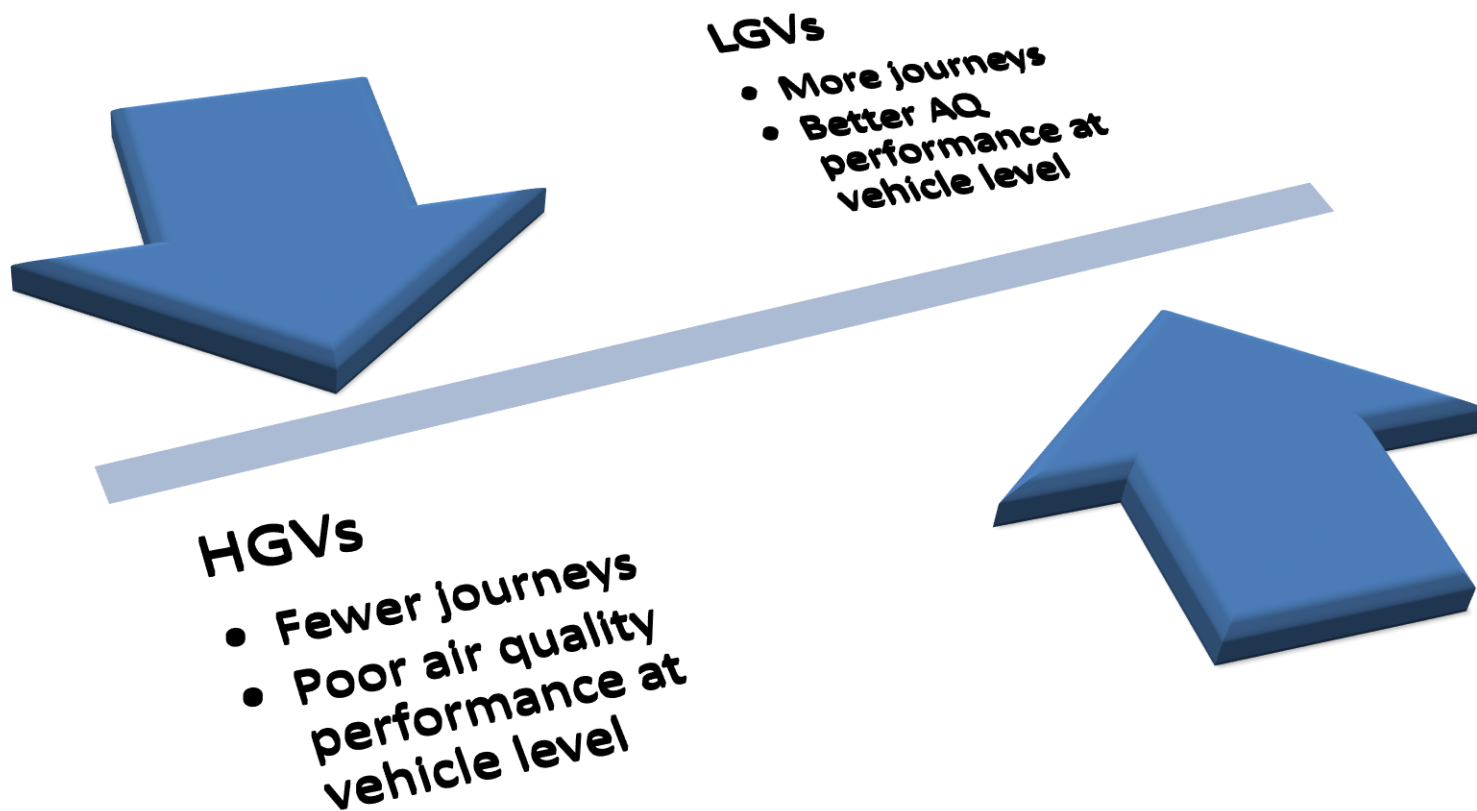 LGVs
• More journeys
• Better AQ
performance at
vehicle level
HGVs
• Fewer journeys
• Poor air quality
performance at
vehicle level